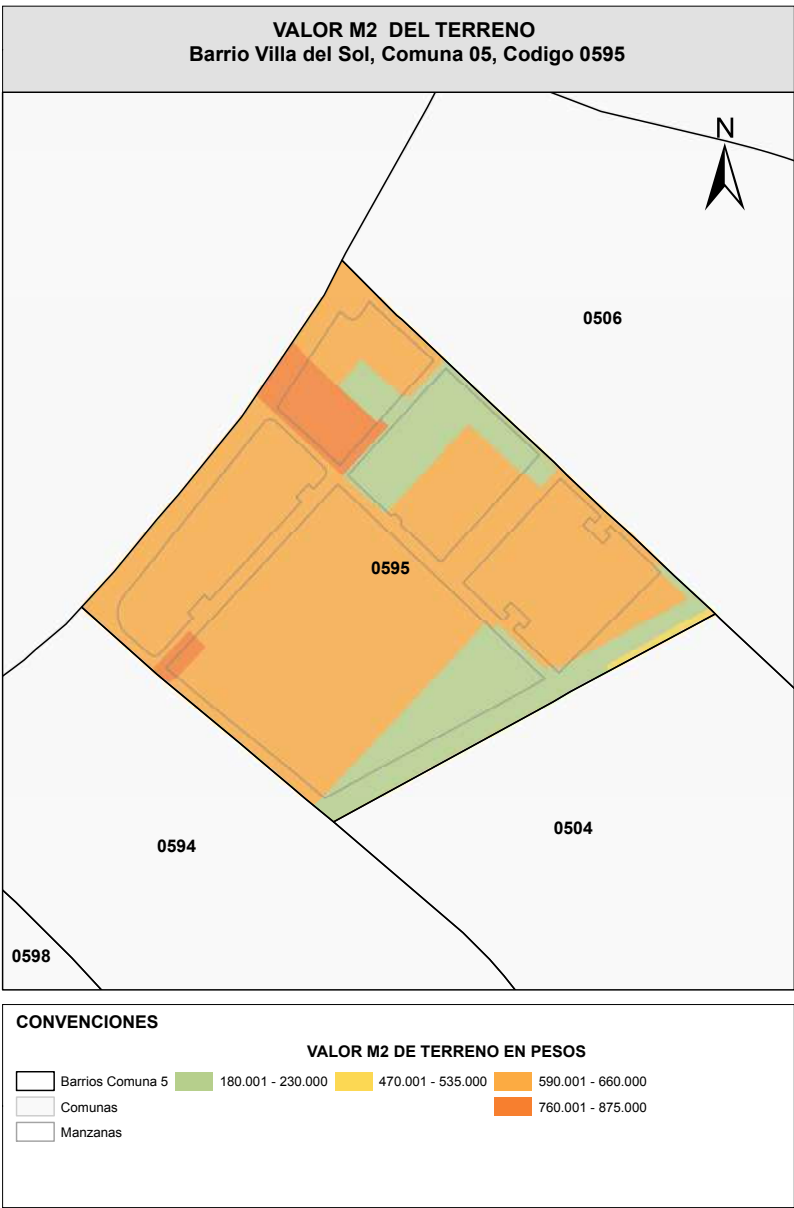 VALOR M2 DEL TERRENO
Barrio Villa del Sol, Comuna 05, Codigo 0595
N
0506
0595
0504
0594
0598
CONVENCIONES
VALOR M2 DE TERRENO EN PESOS
Barrios Comuna 5 180.001 - 230.000 470.001 - 535.000 590.001 - 660.000
Comunas 760.001 - 875.000
Manzanas